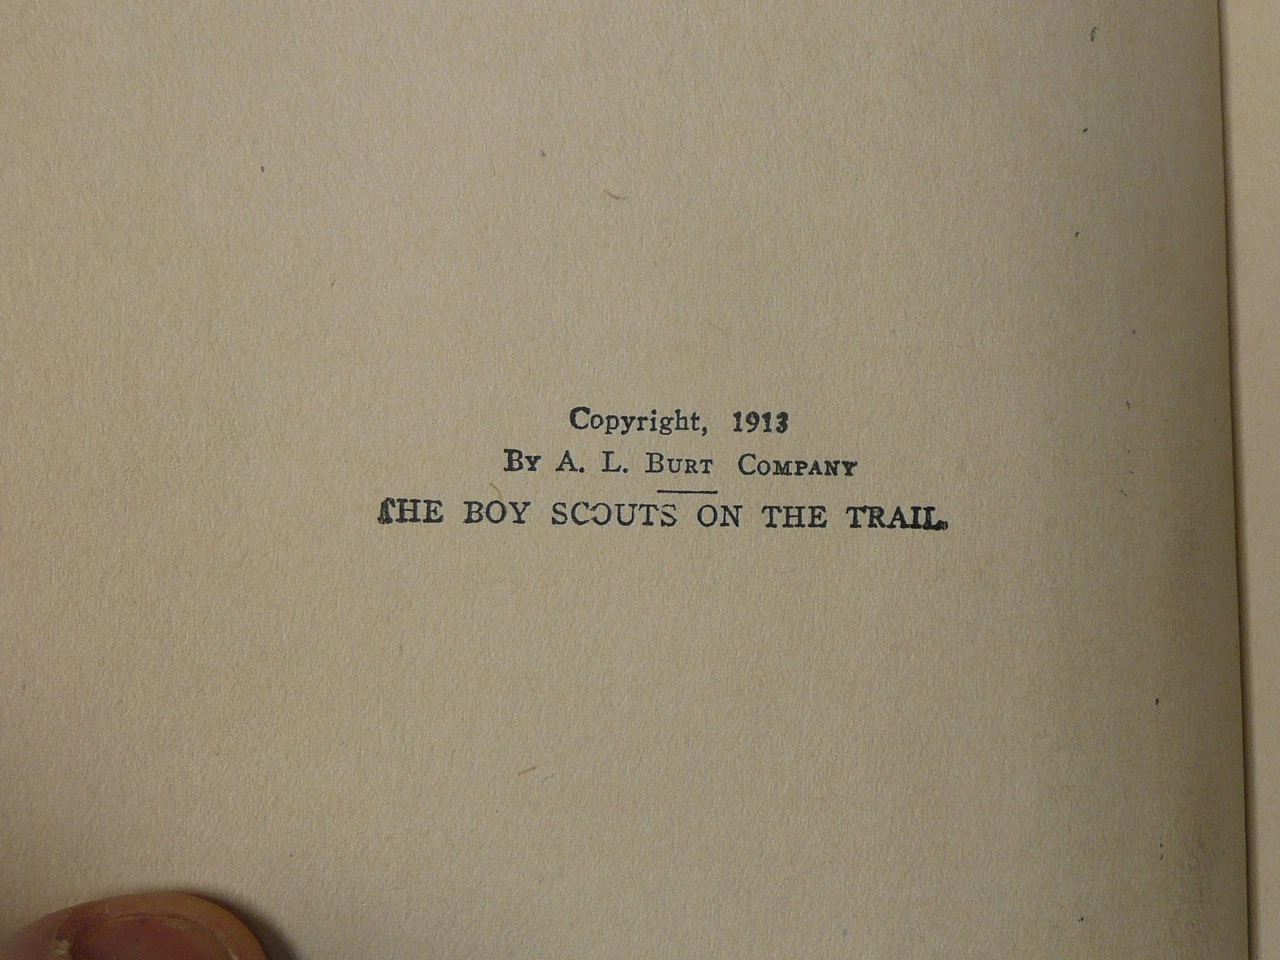 Copyright, 1913
By A. L. Burt Company
THE BOY SCOUTS ON THE TRAIL.